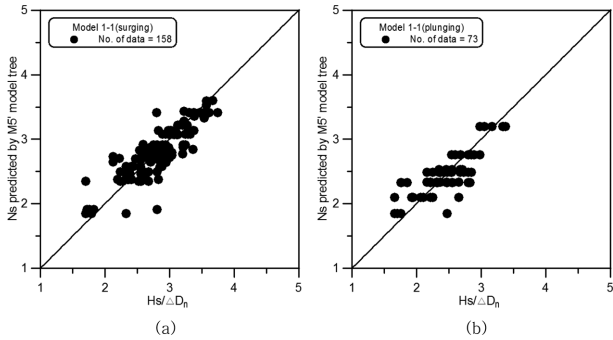 Model 1-1(surging)
No. of data = 158
5
4
3
2
1
Ns predicted by M5' model tree
1 2 3 4 5
Hs/△Dn
(a)
Model 1-1(plunging)
No. of data = 73
5
4
3
2
1
Ns predicted by M5' model tree
1 2 3 4 5
Hs/△Dn
(b)